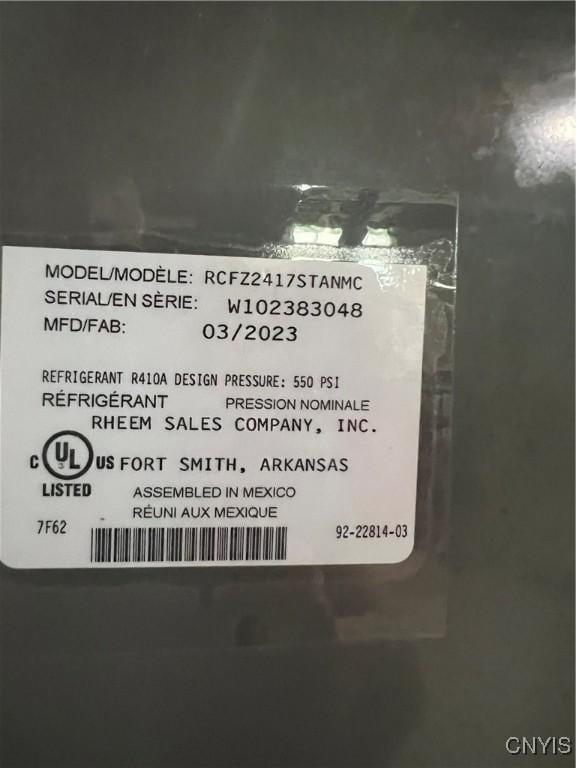 MODEL/MODÈLE: RCFZ2417STANMC
SERIAL/EN SÈRIE: W102383048
MFD/FAB: 03/2023
REFRIGERANT R410A DESIGN PRESSURE: 550 PSI
RÉFRIGÉRANT PRESSION NOMINALE
RHEEM SALES COMPANY, INC.
C UL US FORT SMITH, ARKANSAS
LISTED ASSEMBLED IN MEXICO
RÉUNI AUX MEXIQUE
7F62 92-22814-03
CNYIS